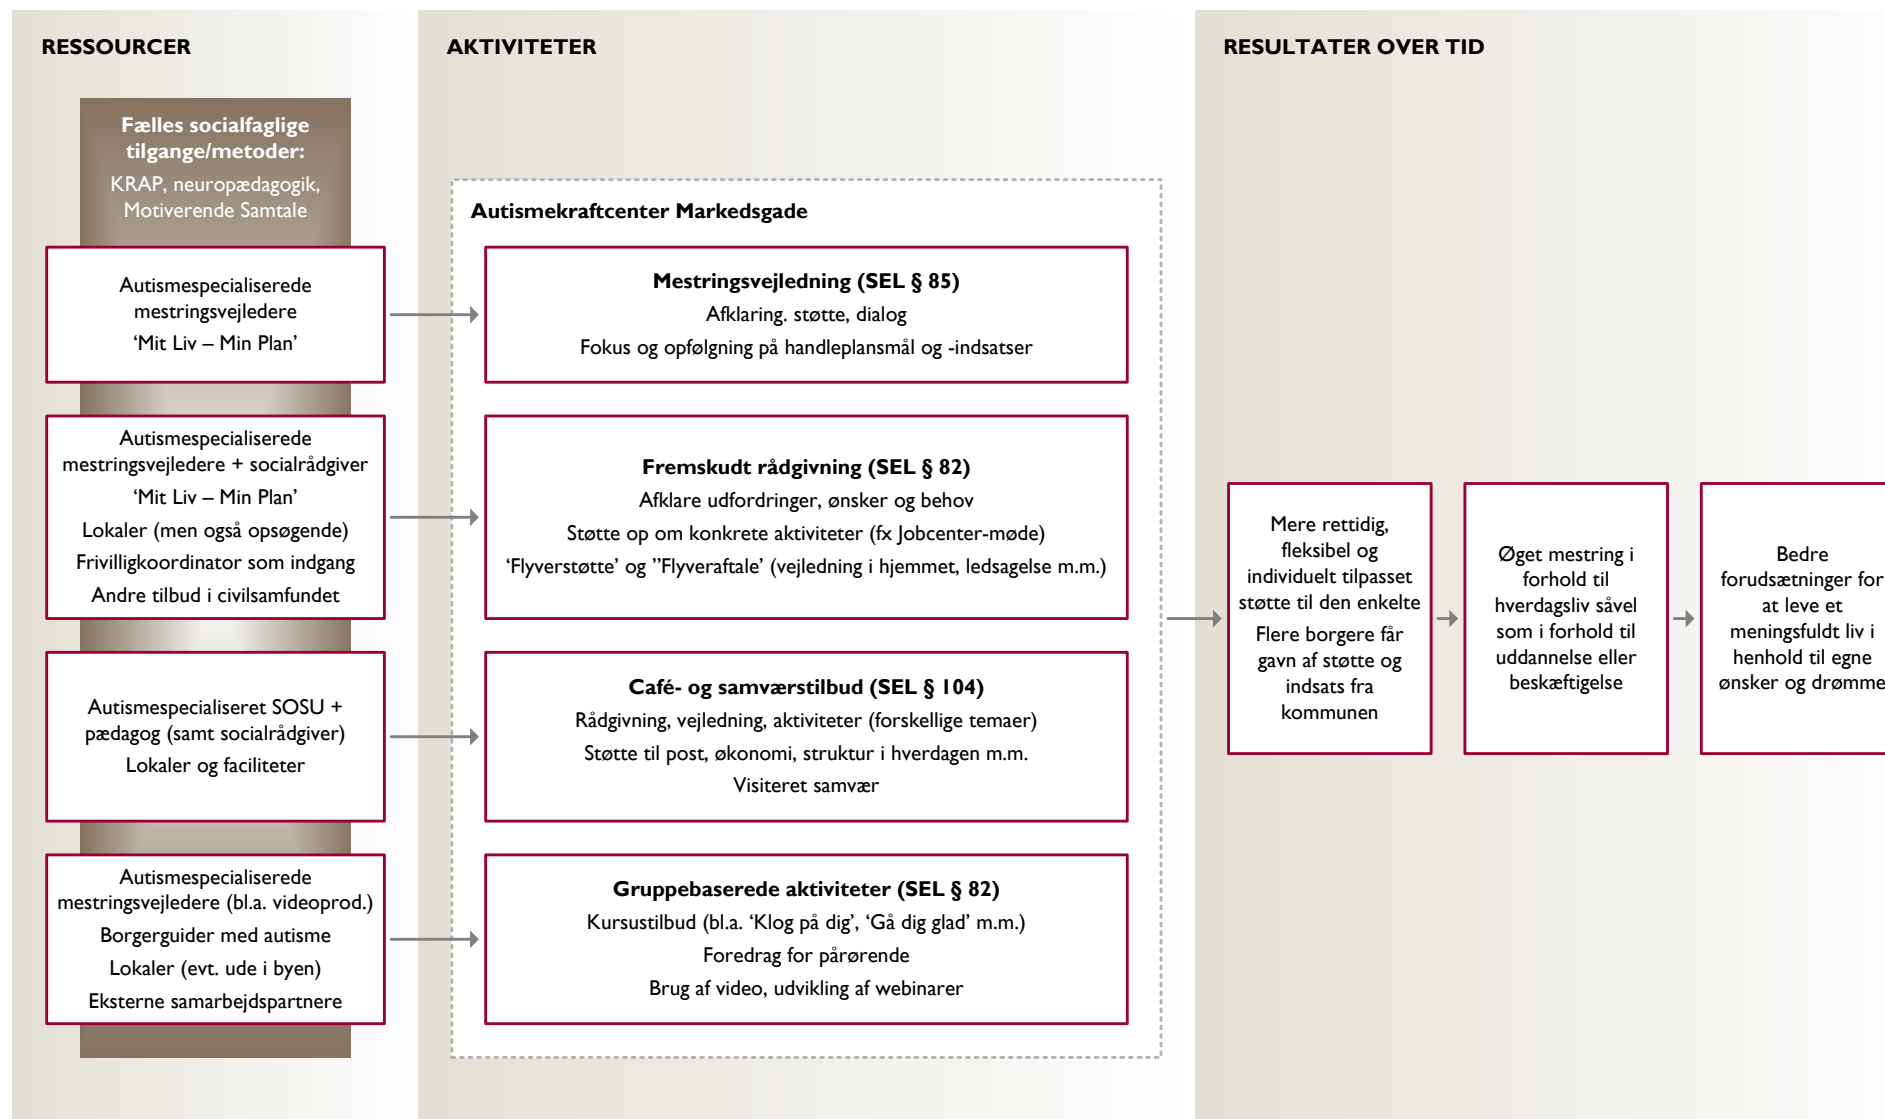 RESSOURCER
Fælles socialfaglige
tilgange/metoder:
KRAP, neuropædagogik,
Motiverende Samtale
Autismespecialiserede
mestringsvejledere
‘Mit Liv – Min Plan’
Autismespecialiserede
mestringsvejledere + socialrådgiver
‘Mit Liv – Min Plan’
Lokaler (men også opsøgende)
Frivilligkoordinator som indgang
Andre tilbud i civilsamfundet
Autismespecialiseret SOSU +
pædagog (samt socialrådgiver)
Lokaler og faciliteter
Autismespecialiserede
mestringsvejledere (bl.a. videoprod.)
Borgerguider med autisme
Lokaler (evt. ude i byen)
Eksterne samarbejdspartnere
AKTIVITETER
Autismekraftcenter Markedsgade
Mestringsvejledning (SEL § 85)
Afklaring. støtte, dialog
Fokus og opfølgning på handleplansmål og -indsatser
Fremskudt rådgivning (SEL § 82)
Afklare udfordringer, ønsker og behov
Støtte op om konkrete aktiviteter (fx Jobcenter-møde)
‘Flyverstøtte’ og ”Flyveraftale’ (vejledning i hjemmet, ledsagelse m.m.)
Café- og samværstilbud (SEL § 104)
Rådgivning, vejledning, aktiviteter (forskellige temaer)
Støtte til post, økonomi, struktur i hverdagen m.m.
Visiteret samvær
Gruppebaserede aktiviteter (SEL § 82)
Kursustilbud (bl.a. ‘Klog på dig’, ‘Gå dig glad’ m.m.)
Foredrag for pårørende
Brug af video, udvikling af webinarer
RESULTATER OVER TID
Mere rettidig,
fleksibel og
individuelt tilpasset
støtte til den enkelte
Flere borgere får
gavn af støtte og
indsats fra
kommunen
Øget mestring i
forhold til
hverdagsliv såvel
som i forhold til
uddannelse eller
beskæftigelse
Bedre
forudsætninger for
at leve et
meningsfuldt liv i
henhold til egne
ønsker og drømme